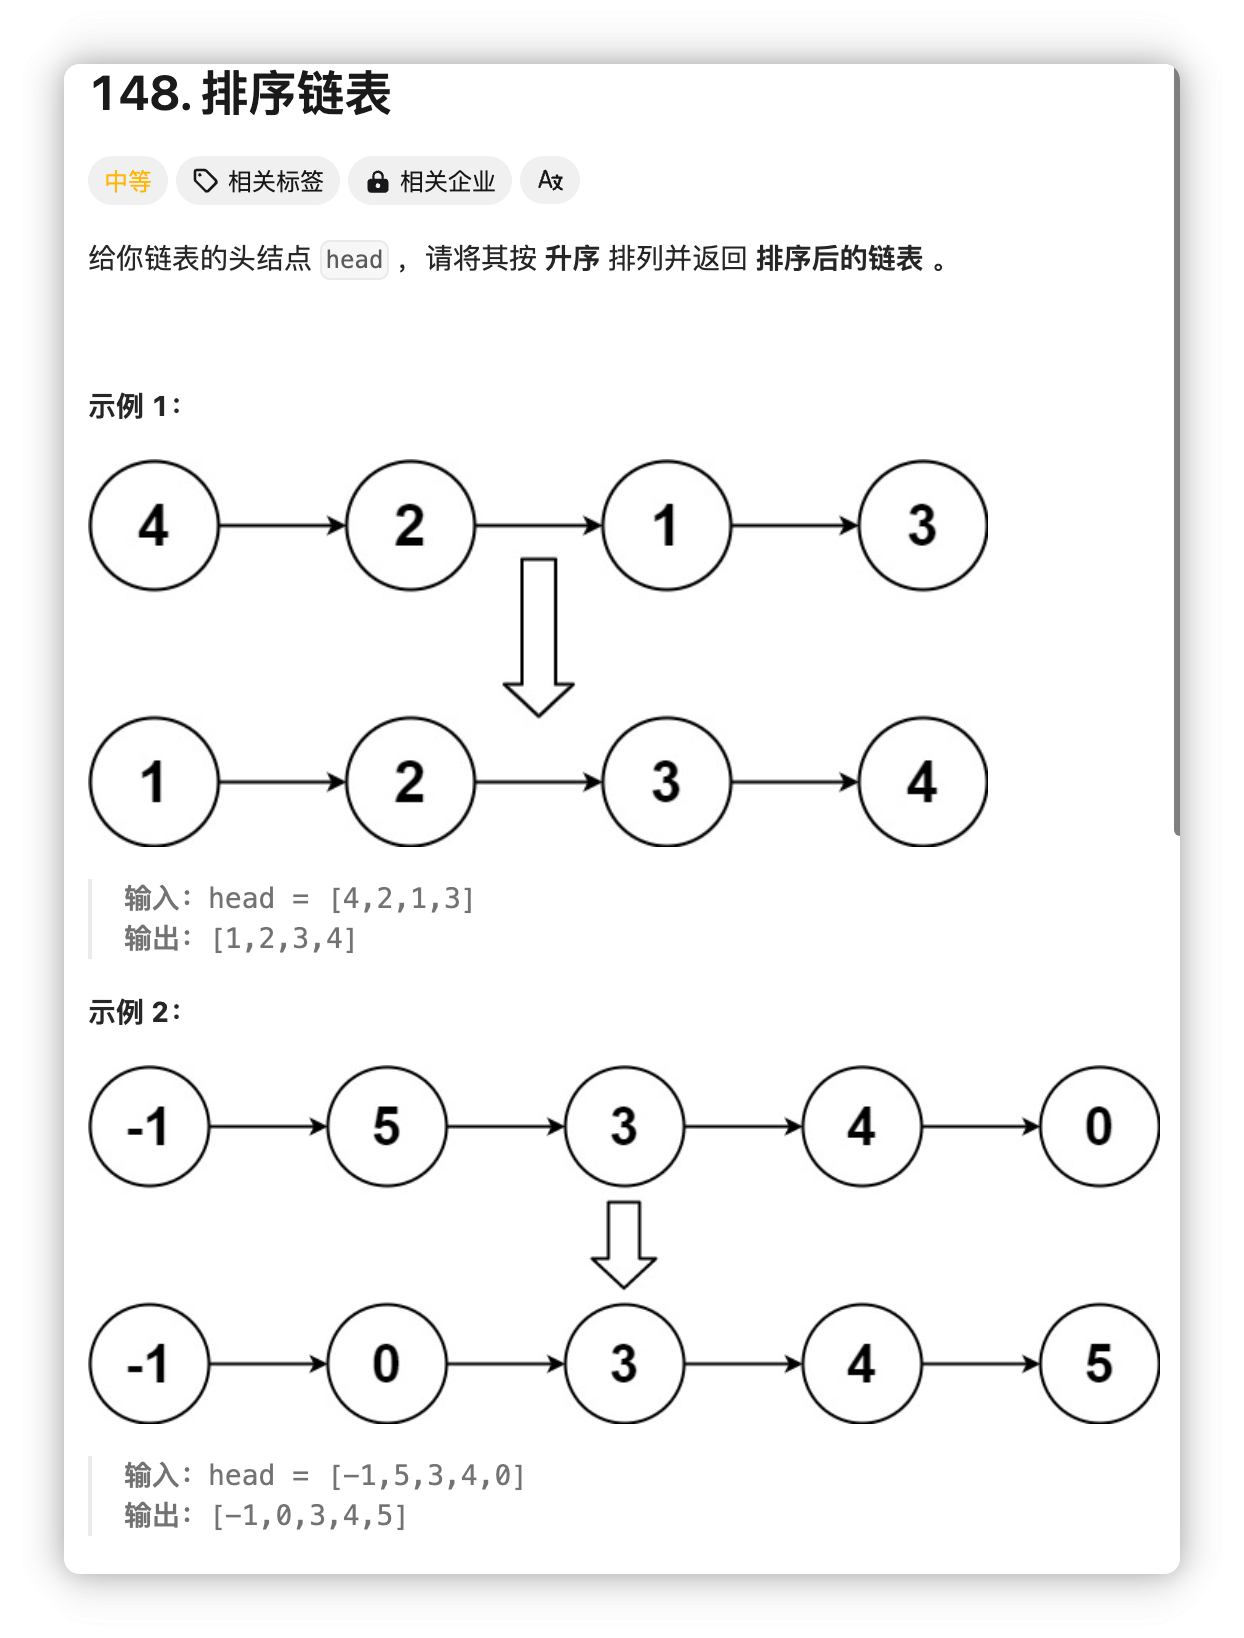 148. 排序链表
中等 相关标签 相关企业 A文
给你链表的头结点 head ，请将其按 升序 排列并返回 排序后的链表 。
示例 1：
4 2 1 3
1 2 3 4
输入：head = [4,2,1,3]
输出：[1,2,3,4]
示例 2：
-1 5 3 4 0
-1 0 3 4 5
输入：head = [-1,5,3,4,0]
输出：[-1,0,3,4,5]